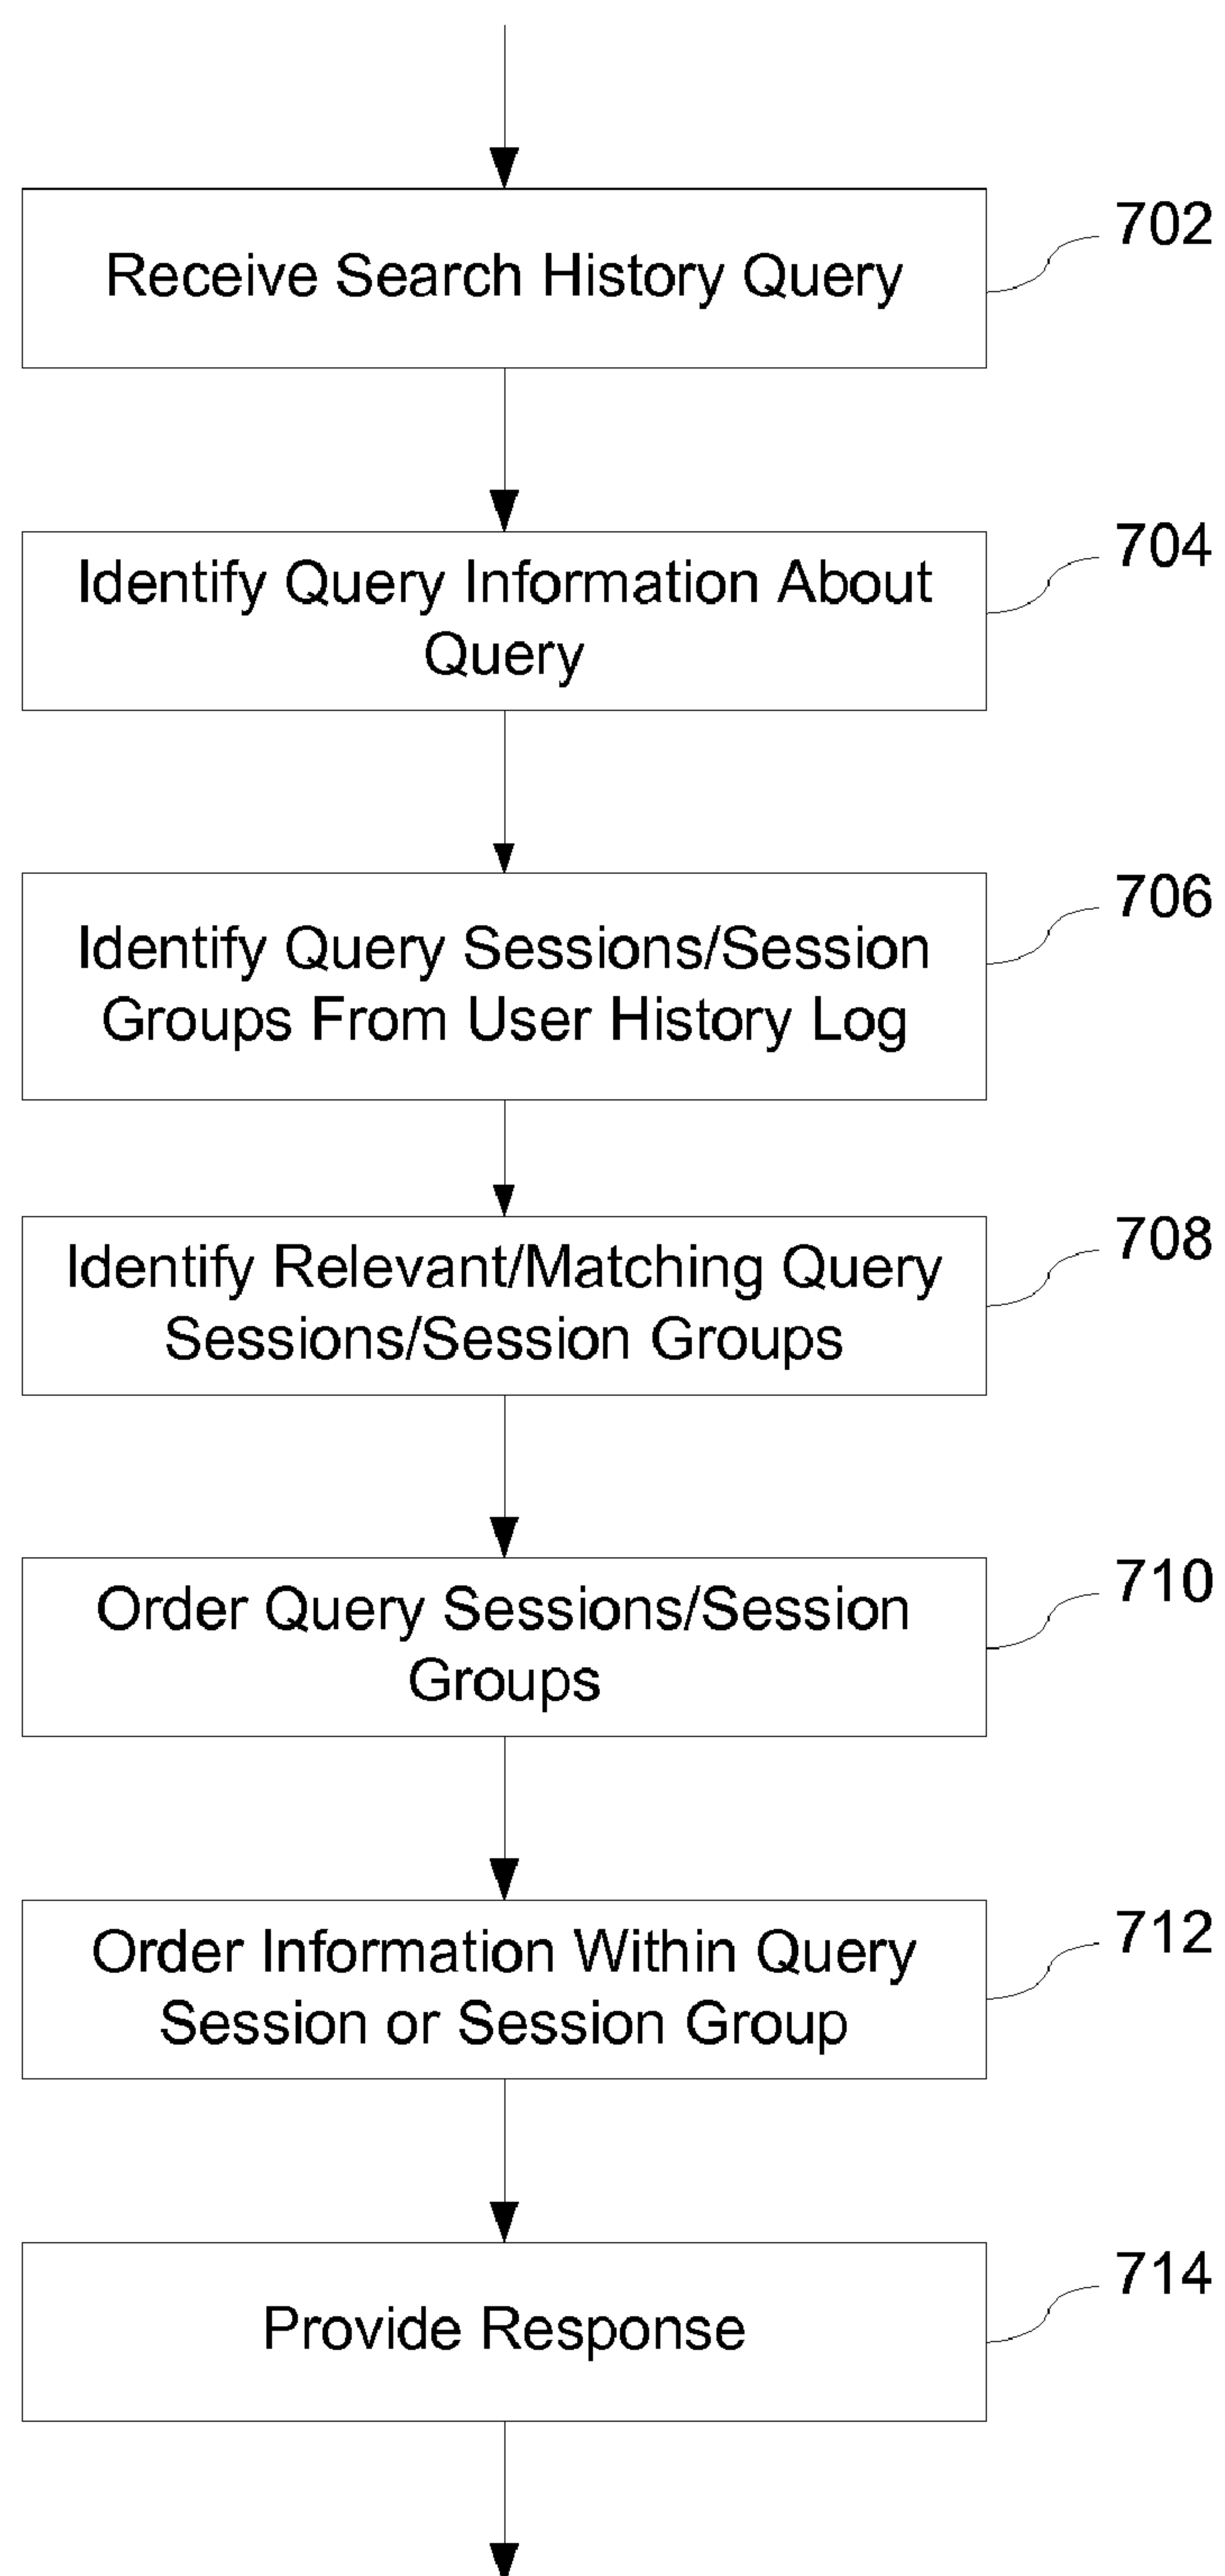 702
Receive Search History Query
704
Identify Query Information About
Query
706
Identify Query Sessions/Session
Groups From User History Log
708
Identify Relevant/Matching Query
Sessions/Session Groups
710
Order Query Sessions/Session
Groups
712
Order Information Within Query
Session or Session Group
714
Provide Response